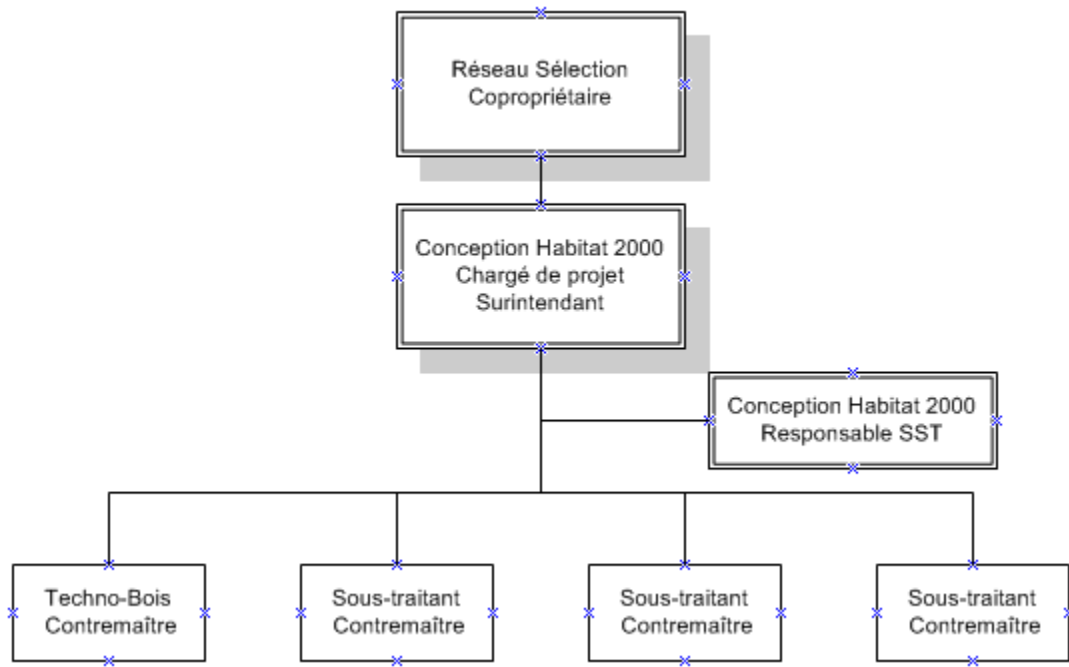 Réseau Sélection
Copropriétaire
Conception Habitat 2000
Chargé de projet
Surintendant
Conception Habitat 2000
Responsable SST
Techno-Bois
Contremaître
Sous-traitant
Contremaître
Sous-traitant
Contremaître
Sous-traitant
Contremaître